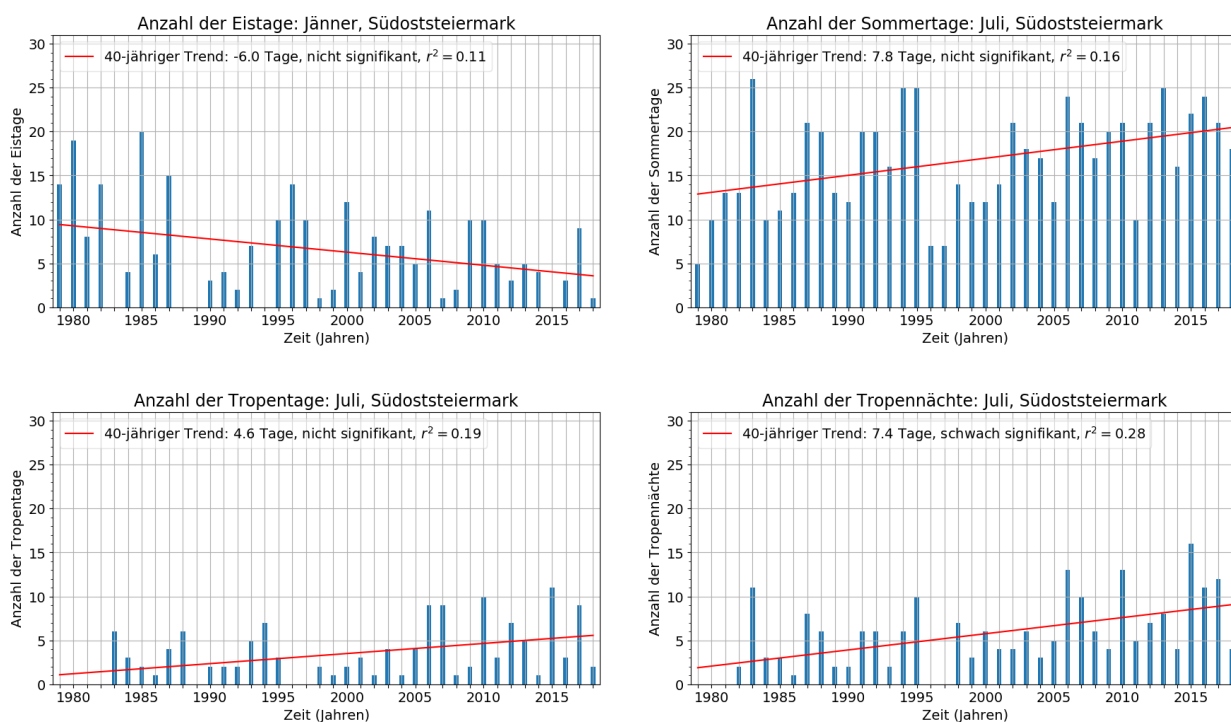 Anzahl der Eistage: Jänner, Südoststeiermark
40-jähriger Trend: -6.0 Tage, nicht signifikant, r² = 0.11
Anzahl der Eistage
30
25
20
15
10
5
0
1980 1985 1990 1995 2000 2005 2010 2015
Zeit (Jahren)
Anzahl der Sommertage: Juli, Südoststeiermark
40-jähriger Trend: 7.8 Tage, nicht signifikant, r² = 0.16
Anzahl der Sommertage
30
25
20
15
10
5
0
1980 1985 1990 1995 2000 2005 2010 2015
Zeit (Jahren)
Anzahl der Tropentage: Juli, Südoststeiermark
40-jähriger Trend: 4.6 Tage, nicht signifikant, r² = 0.19
Anzahl der Tropentage
30
25
20
15
10
5
0
1980 1985 1990 1995 2000 2005 2010 2015
Zeit (Jahren)
Anzahl der Tropennächte: Juli, Südoststeiermark
40-jähriger Trend: 7.4 Tage, schwach signifikant, r² = 0.28
Anzahl der Tropennächte
30
25
20
15
10
5
0
1980 1985 1990 1995 2000 2005 2010 2015
Zeit (Jahren)